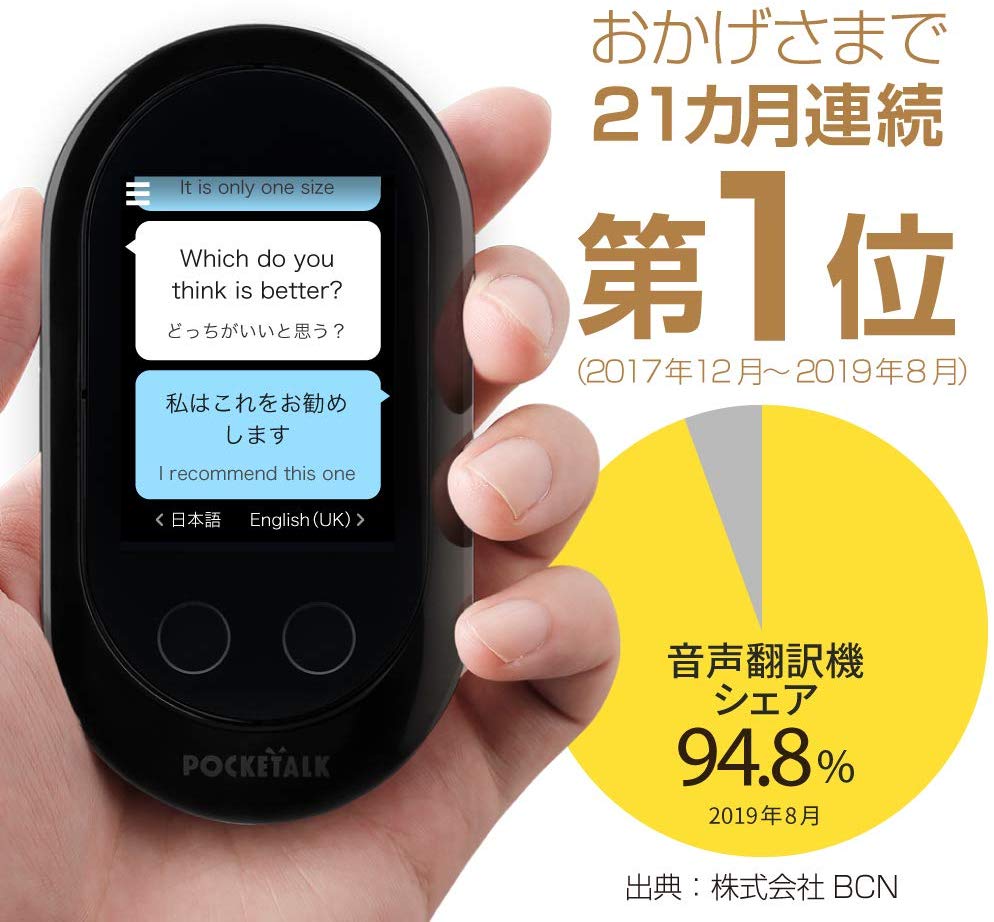 おかげさまで
21カ月連続
第1位
(2017年12月〜2019年8月)
It is only one size
Which do you
think is better?
どっちがいいと思う？
私はこれをお勧め
します
I recommend this one
< 日本語 English(UK) >
POCKETALK
音声翻訳機
シェア
94.8%
2019年8月
出典：株式会社 BCN